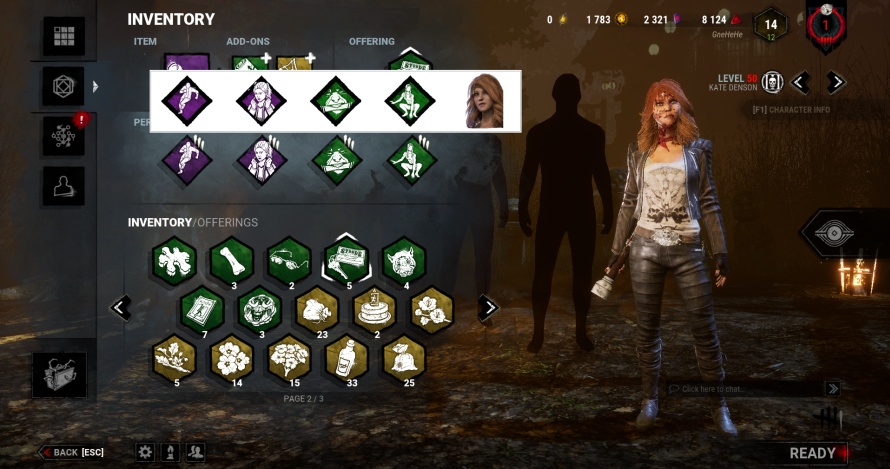 INVENTORY
0 1 783 2 321 8 124
GneHeHe
14
12
1
ITEM ADD-ONS OFFERING
LEVEL 50
KATE DENSON
[F1] CHARACTER INFO
INVENTORY/OFFERINGS
3 2 5 4
7 3 23 2
5 14 15 33 25
PAGE 2 / 3
Click here to chat...
BACK [ESC]
READY